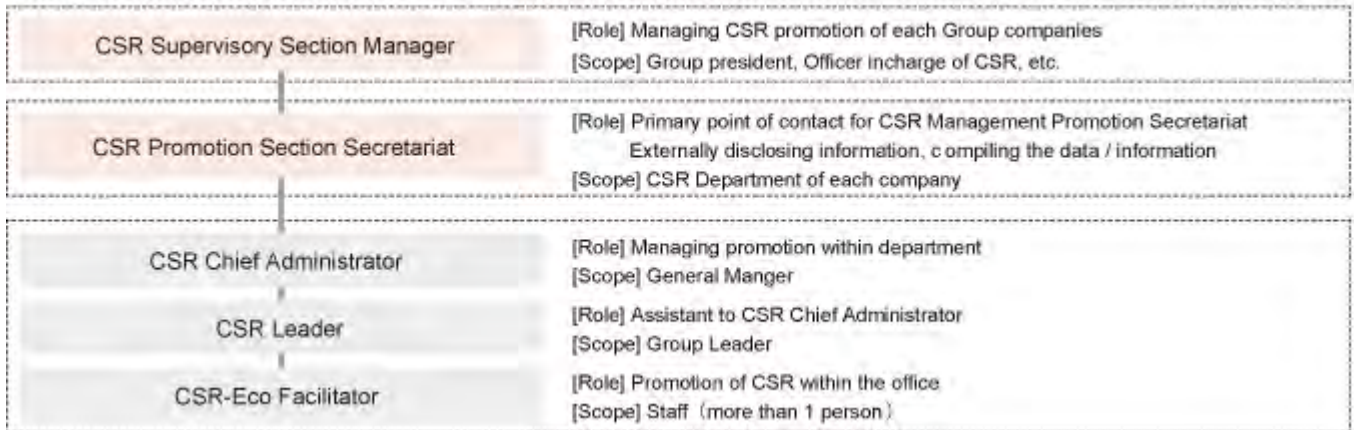 CSR Supervisory Section Manager
[Role] Managing CSR promotion of each Group companies
[Scope] Group president, Officer incharge of CSR, etc.
CSR Promotion Section Secretariat
[Role] Primary point of contact for CSR Management Promotion Secretariat
Externally disclosing information, c ompiling the data / information
[Scope] CSR Department of each company
CSR Chief Administrator
[Role] Managing promotion within department
[Scope] General Manger
CSR Leader
[Role] Assistant to CSR Chief Administrator
[Scope] Group Leader
CSR-Eco Facilitator
[Role] Promotion of CSR within the office
[Scope] Staff（more than 1 person）